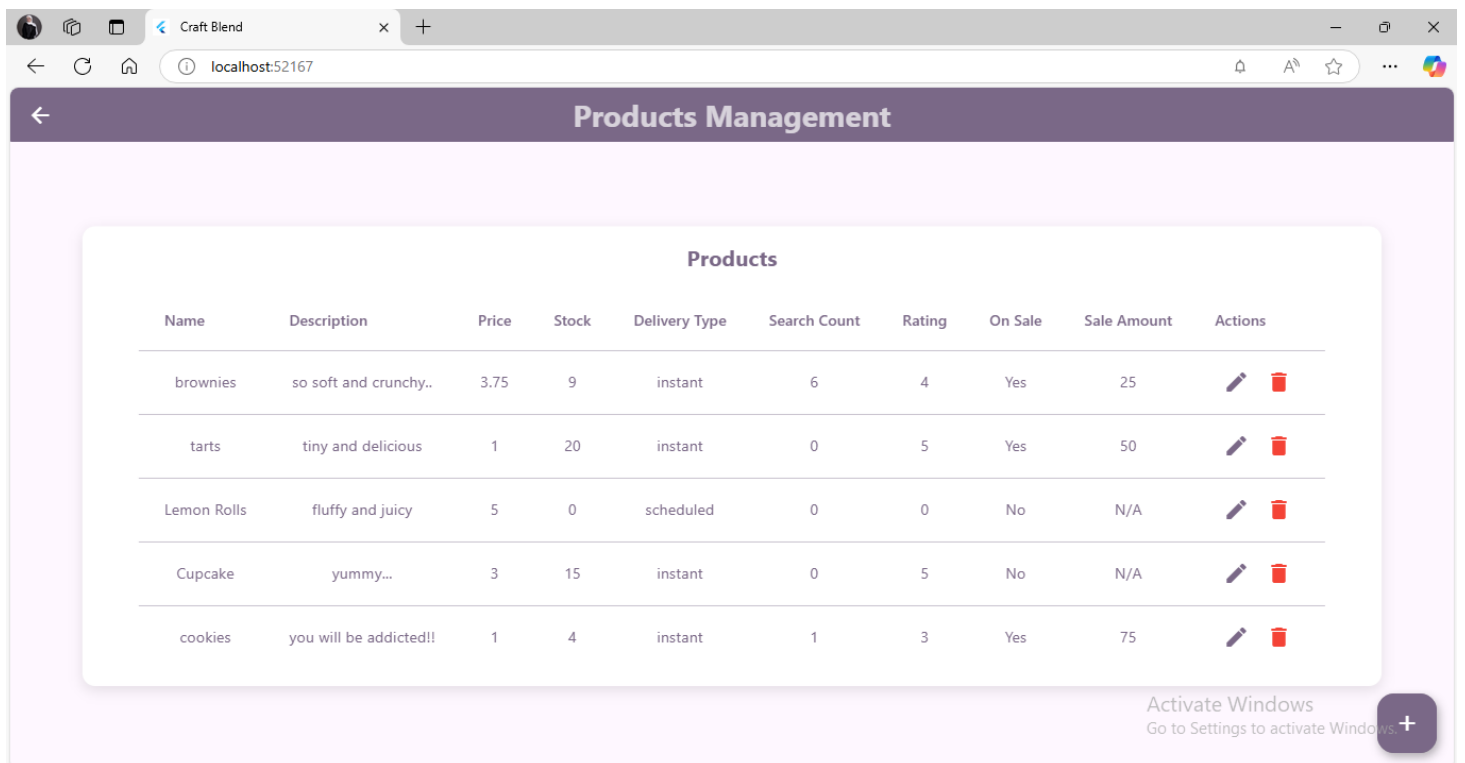 Craft Blend
localhost:52167
Products Management
Products
Name Description Price Stock Delivery Type Search Count Rating On Sale Sale Amount Actions
brownies so soft and crunchy.. 3.75 9 instant 6 4 Yes 25
tarts tiny and delicious 1 20 instant 0 5 Yes 50
Lemon Rolls fluffy and juicy 5 0 scheduled 0 0 No N/A
Cupcake yummy... 3 15 instant 0 5 No N/A
cookies you will be addicted!! 1 4 instant 1 3 Yes 75
Activate Windows
Go to Settings to activate Windows.